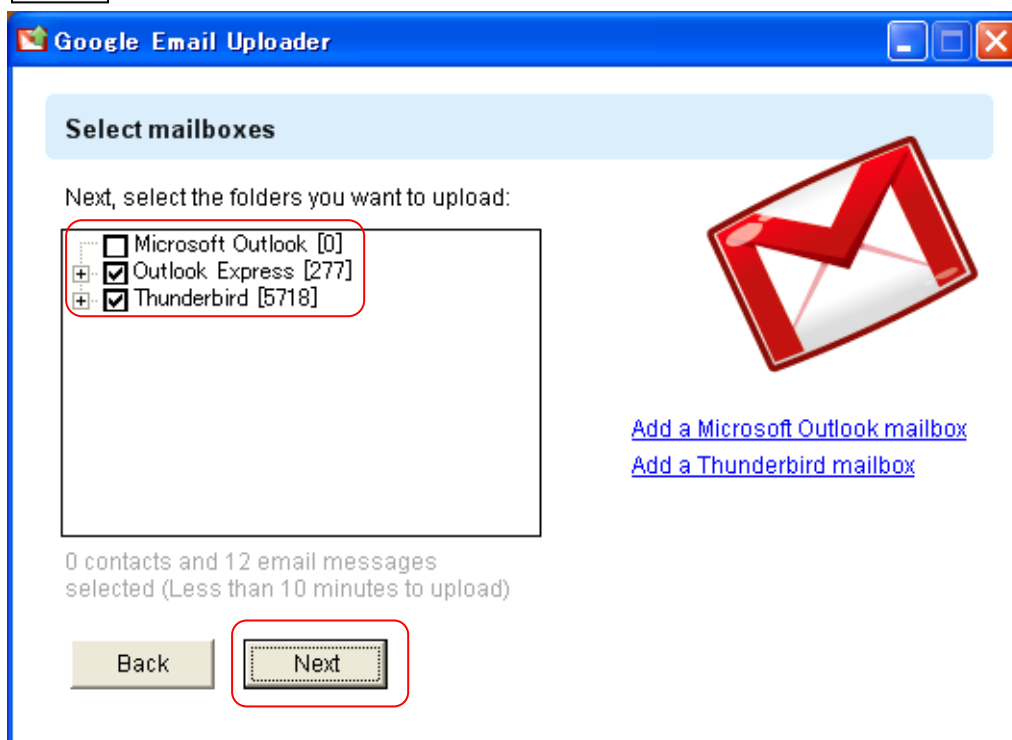 Google Email Uploader
Select mailboxes
Next, select the folders you want to upload:
Microsoft Outlook [0]
Outlook Express [277]
Thunderbird [5718]
Add a Microsoft Outlook mailbox
Add a Thunderbird mailbox
0 contacts and 12 email messages
selected (Less than 10 minutes to upload)
Back
Next